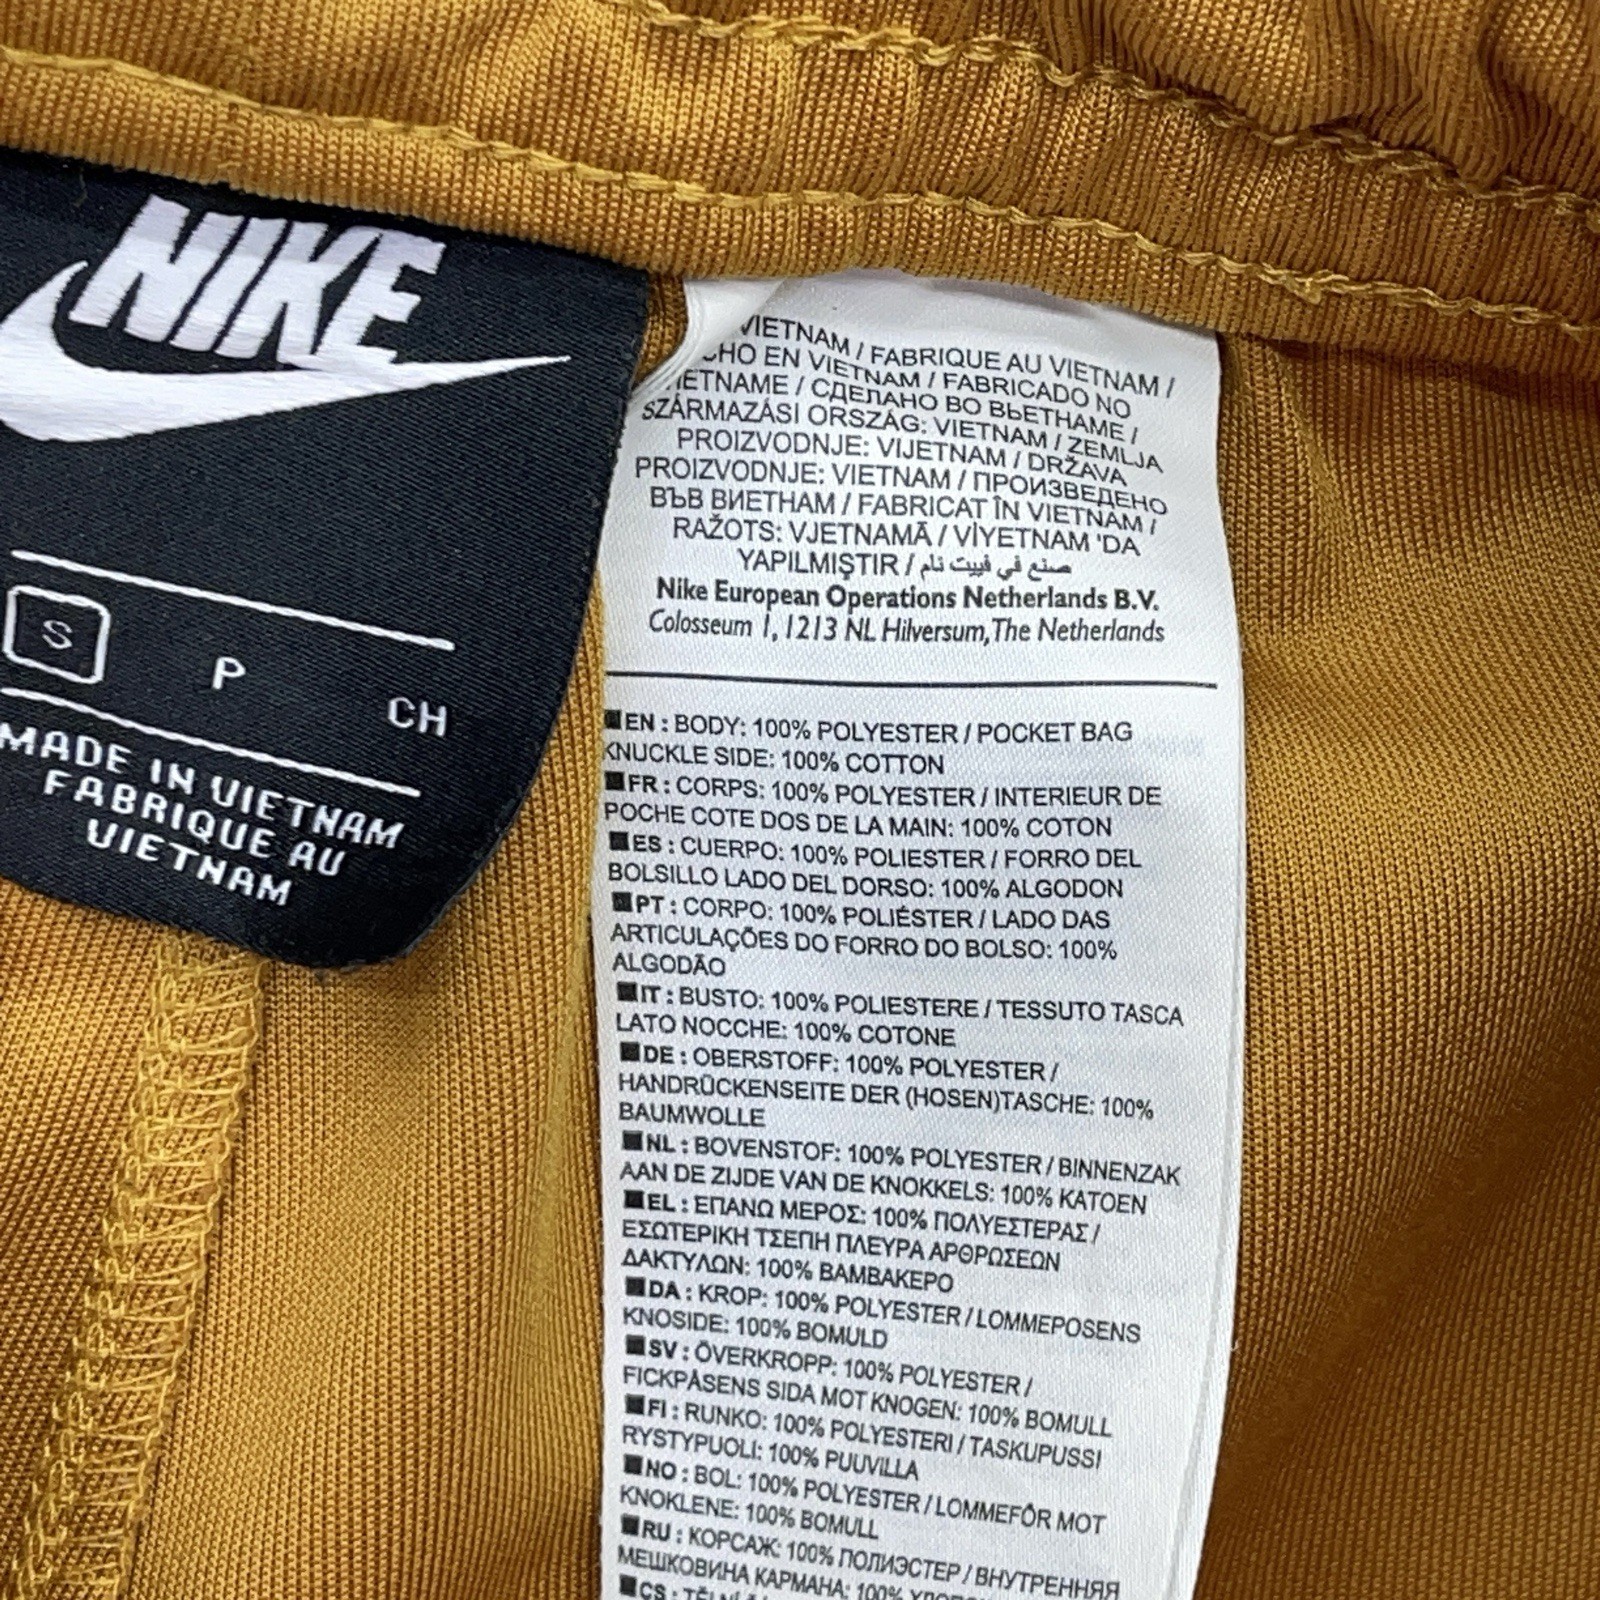 NIKE
S P CH
MADE IN VIETNAM
FABRIQUE AU
VIETNAM
VIETNAM / FABRIQUE AU VIETNAM /
EN VIETNAM / FABRICADO NO
/ СДЕЛАНО ВО ВЬЕТНАМЕ /
SZÁRMAZÁSI ORSZÁG: VIETNAM / ZEMLJA
PROIZVODNJE: VIJETNAM / DRŽAVA
PROIZVODNJE: VIETNAM / ПРОИЗВЕДЕНО
ВЪВ ВИЕТНАМ / FABRICAT ÎN VIETNAM /
RAŽOTS: VJETNAMĀ / VİYETNAM 'DA
YAPILMIŞTIR / صنع في فييت نام
Nike European Operations Netherlands B.V.
Colosseum 1, 1213 NL Hilversum, The Netherlands
EN : BODY: 100% POLYESTER / POCKET BAG
KNUCKLE SIDE: 100% COTTON
FR : CORPS: 100% POLYESTER / INTERIEUR DE
POCHE COTE DOS DE LA MAIN: 100% COTON
ES : CUERPO: 100% POLIESTER / FORRO DEL
BOLSILLO LADO DEL DORSO: 100% ALGODON
PT : CORPO: 100% POLIÉSTER / LADO DAS
ARTICULAÇÕES DO FORRO DO BOLSO: 100%
ALGODÃO
IT : BUSTO: 100% POLIESTERE / TESSUTO TASCA
LATO NOCCHE: 100% COTONE
DE : OBERSTOFF: 100% POLYESTER /
HANDRÜCKENSEITE DER (HOSEN)TASCHE: 100%
BAUMWOLLE
NL : BOVENSTOF: 100% POLYESTER / BINNENZAK
AAN DE ZIJDE VAN DE KNOKKELS: 100% KATOEN
EL : ΕΠΑΝΩ ΜΕΡΟΣ: 100% ΠΟΛΥΕΣΤΕΡΑΣ /
ΕΣΩΤΕΡΙΚΗ ΤΣΕΠΗ ΠΛΕΥΡΑ ΑΡΘΡΩΣΕΩΝ
ΔΑΚΤΥΛΩΝ: 100% ΒΑΜΒΑΚΕΡΟ
DA : KROP: 100% POLYESTER / LOMMEPOSENS
KNOSIDE: 100% BOMULD
SV : ÖVERKROPP: 100% POLYESTER /
FICKPÅSENS SIDA MOT KNOGEN: 100% BOMULL
FI : RUNKO: 100% POLYESTERI / TASKUPUSSI
RYSTYPUOLI: 100% PUUVILLA
NO : BOL: 100% POLYESTER / LOMMEFÔR MOT
KNOKLENE: 100% BOMULL
RU : КОРСАЖ: 100% ПОЛИЭСТЕР / ВНУТРЕННЯЯ
МЕШКОВИНА КАРМАНА: 100%
CS :